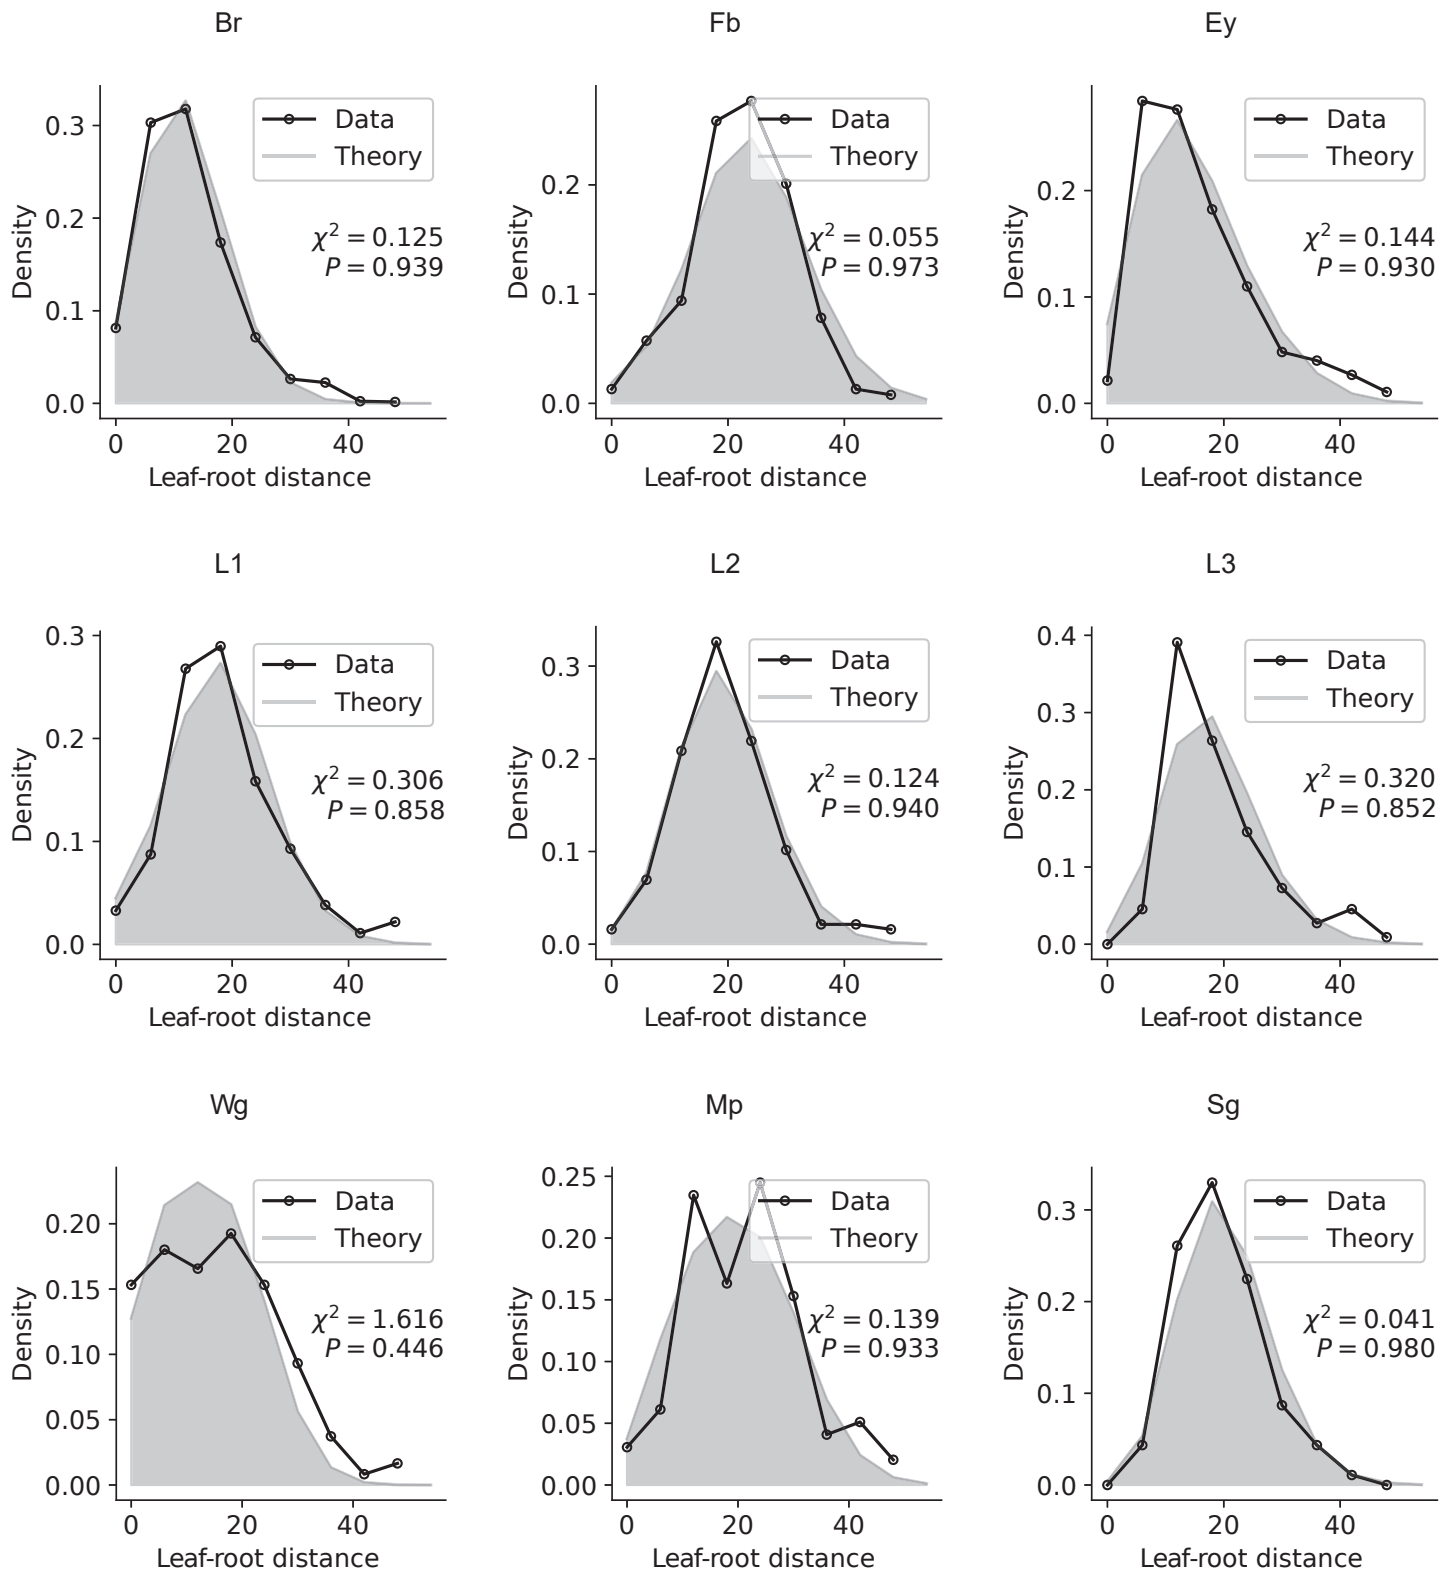 Br
Fb
Ey
0.3
0.2
0.1
0.0
Density
Data
Theory
χ² = 0.125
P = 0.939
0 20 40
Leaf-root distance
0.2
0.1
0.0
Density
Data
Theory
χ² = 0.055
P = 0.973
0 20 40
Leaf-root distance
0.2
0.1
0.0
Density
Data
Theory
χ² = 0.144
P = 0.930
0 20 40
Leaf-root distance
L1
L2
L3
0.3
0.2
0.1
0.0
Density
Data
Theory
χ² = 0.306
P = 0.858
0 20 40
Leaf-root distance
0.3
0.2
0.1
0.0
Density
Data
Theory
χ² = 0.124
P = 0.940
0 20 40
Leaf-root distance
0.4
0.3
0.2
0.1
0.0
Density
Data
Theory
χ² = 0.320
P = 0.852
0 20 40
Leaf-root distance
Wg
Mp
Sg
0.20
0.15
0.10
0.05
0.00
Density
Data
Theory
χ² = 1.616
P = 0.446
0 20 40
Leaf-root distance
0.25
0.20
0.15
0.10
0.05
0.00
Density
Data
Theory
χ² = 0.139
P = 0.933
0 20 40
Leaf-root distance
0.3
0.2
0.1
0.0
Density
Data
Theory
χ² = 0.041
P = 0.980
0 20 40
Leaf-root distance